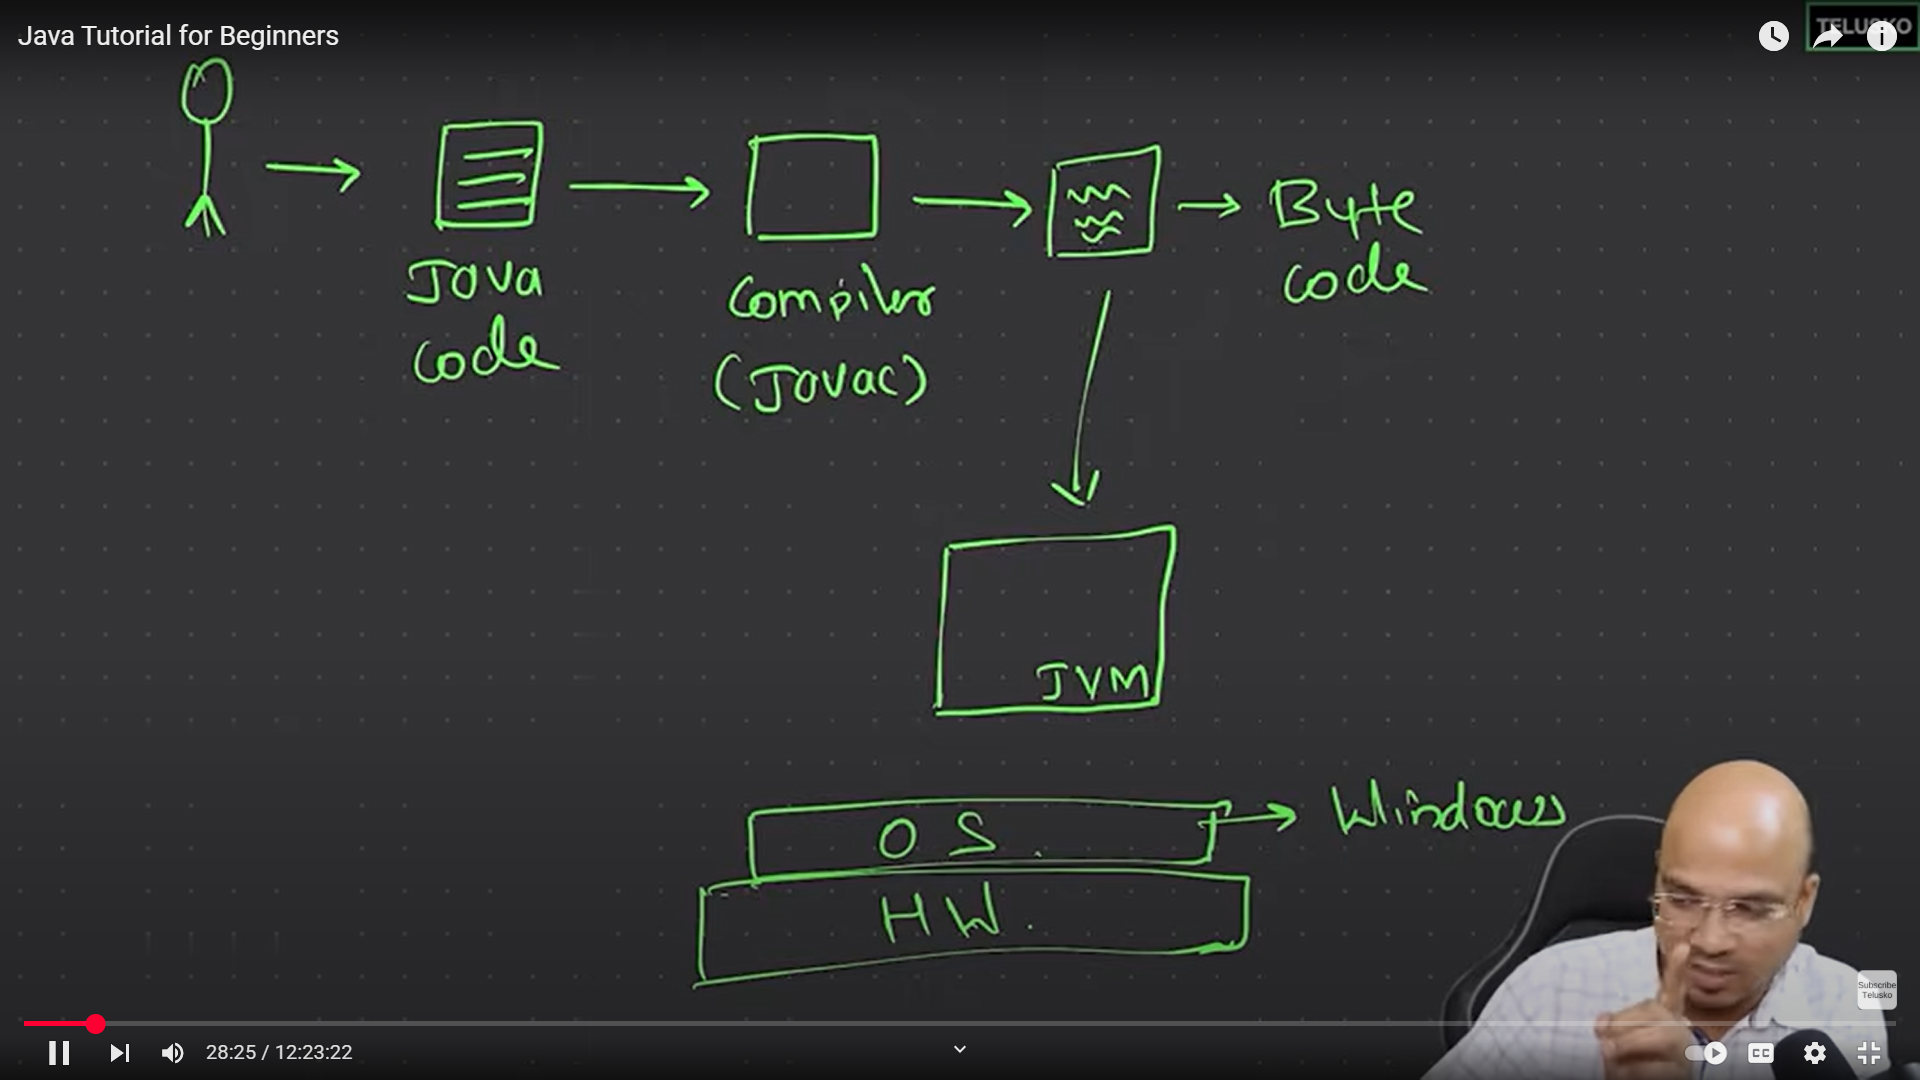 Java Tutorial for Beginners
TELUSKO
Java
code
Compiler
(Javac)
Byte
code
JVM
OS.
Windows
HW.
Subscribe
Telusko
28:25 / 12:23:22
CC